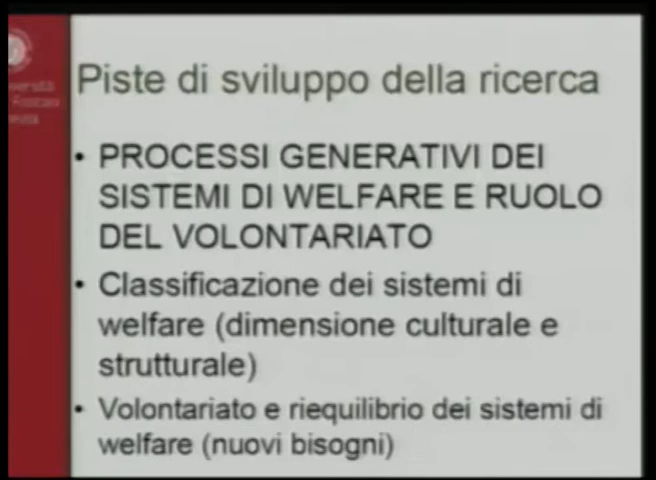 Piste di sviluppo della ricerca
• PROCESSI GENERATIVI DEI
SISTEMI DI WELFARE E RUOLO
DEL VOLONTARIATO
• Classificazione dei sistemi di
welfare (dimensione culturale e
strutturale)
• Volontariato e riequilibrio dei sistemi di
welfare (nuovi bisogni)